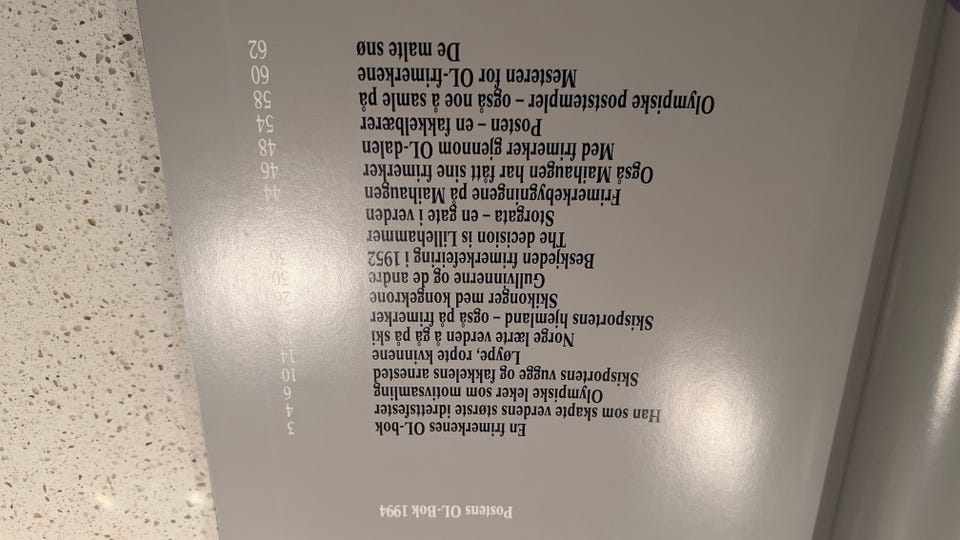 Postens OL-Bok 1994
En frimerkenes OL-bok 3
Han som skapte verdens største idrettsfester 4
Olympiske leker som motivsamling 6
Skisportens vugge og fakkelens arnested 10
Løype, ropte kvinnene 14
Norge lærte verden å gå på ski
Skisportens hjemland – også på frimerker
Skikonger med kongekrone 26
Gullvinnerne og de andre 30
Beskjeden frimerkefeiring i 1952 36
The decision is Lillehammer
Storgata – en gate i verden
Frimerkebygningene på Maihaugen 44
Også Maihaugen har fått sine frimerker 46
Med frimerker gjennom OL-dalen 48
Posten – en fakkelbærer 54
Olympiske poststempler – også noe å samle på 58
Mesteren for OL-frimerkene 60
De malte snø 62